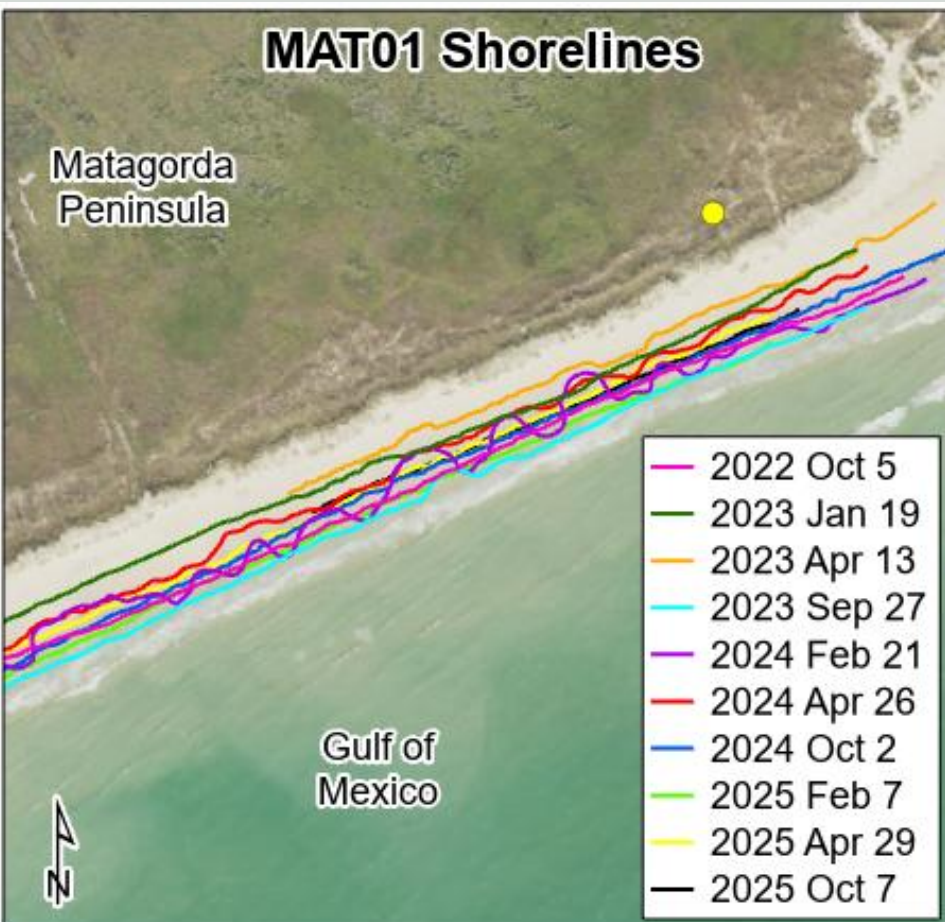 MAT01 Shorelines
Matagorda
Peninsula
2022 Oct 5
2023 Jan 19
2023 Apr 13
2023 Sep 27
2024 Feb 21
2024 Apr 26
2024 Oct 2
2025 Feb 7
2025 Apr 29
2025 Oct 7
Gulf of
Mexico
N